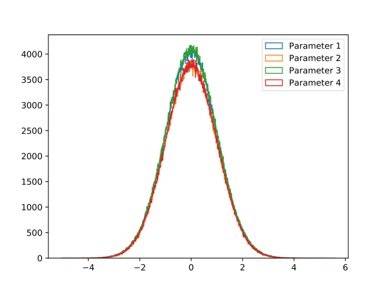 4000
3500
3000
2500
2000
1500
1000
500
0
−4 −2 0 2 4 6
Parameter 1
Parameter 2
Parameter 3
Parameter 4